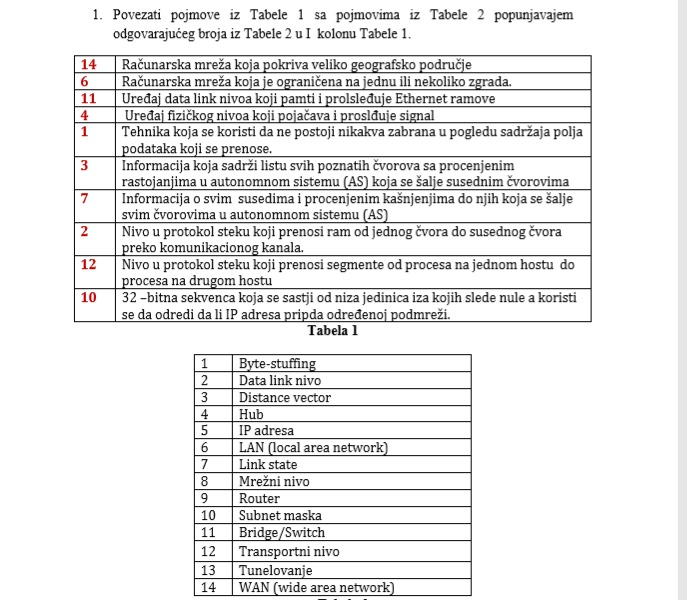 1. Povezati pojmove iz Tabele 1 sa pojmovima iz Tabele 2 popunjavajem
odgovarajućeg broja iz Tabele 2 u I kolonu Tabele 1.
14 Računarska mreža koja pokriva veliko geografsko područje
6 Računarska mreža koja je ograničena na jednu ili nekoliko zgrada.
11 Uređaj data link nivoa koji pamti i prolsleđuje Ethernet ramove
4 Uređaj fizičkog nivoa koji pojačava i proslđuje signal
1 Tehnika koja se koristi da ne postoji nikakva zabrana u pogledu sadržaja polja
podataka koji se prenose.
3 Informacija koja sadrži listu svih poznatih čvorova sa procenjenim
rastojanjima u autonomnom sistemu (AS) koja se šalje susednim čvorovima
7 Informacija o svim susedima i procenjenim kašnjenjima do njih koja se šalje
svim čvorovima u autonomnom sistemu (AS)
2 Nivo u protokol steku koji prenosi ram od jednog čvora do susednog čvora
preko komunikacionog kanala.
12 Nivo u protokol steku koji prenosi segmente od procesa na jednom hostu do
procesa na drugom hostu
10 32 –bitna sekvenca koja se sastji od niza jedinica iza kojih slede nule a koristi
se da odredi da li IP adresa pripda određenoj podmreži.
Tabela 1
1 Byte-stuffing
2 Data link nivo
3 Distance vector
4 Hub
5 IP adresa
6 LAN (local area network)
7 Link state
8 Mrežni nivo
9 Router
10 Subnet maska
11 Bridge/Switch
12 Transportni nivo
13 Tunelovanje
14 WAN (wide area network)